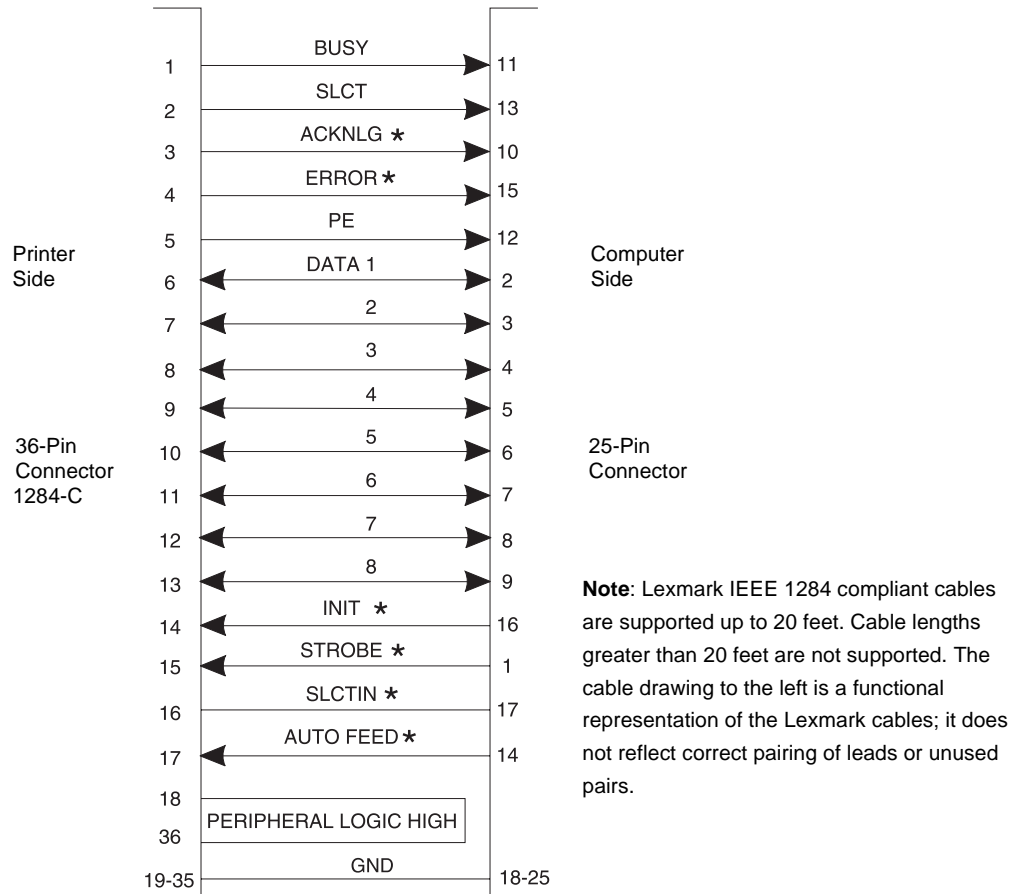 BUSY
1 11
SLCT
2 13
ACKNLG *
3 10
ERROR *
4 15
PE
5 12
Printer
Side
Computer
Side
DATA 1
6 2
2
7 3
3
8 4
4
9 5
36-Pin
Connector
1284-C
25-Pin
Connector
5
10 6
6
11 7
7
12 8
8
13 9
INIT *
14 16
STROBE *
15 1
SLCTIN *
16 17
AUTO FEED *
17 14
18
PERIPHERAL LOGIC HIGH
36
GND
19-35 18-25
Note: Lexmark IEEE 1284 compliant cables
are supported up to 20 feet. Cable lengths
greater than 20 feet are not supported. The
cable drawing to the left is a functional
representation of the Lexmark cables; it does
not reflect correct pairing of leads or unused
pairs.